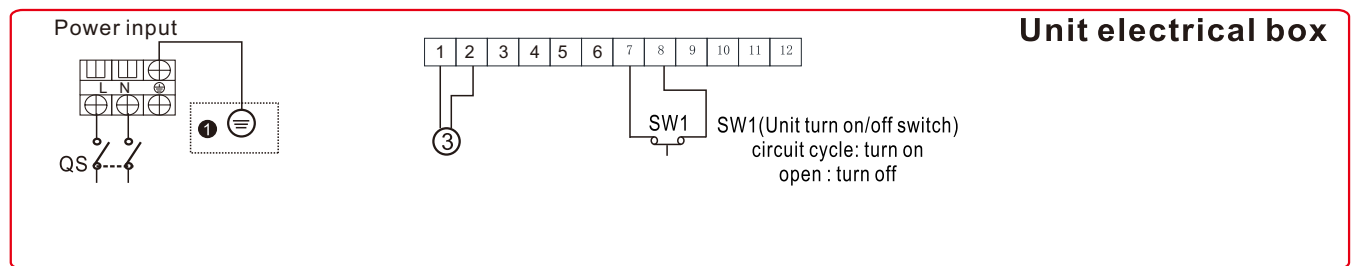 Unit electrical box
Power input
L N
1
QS
1 2 3 4 5 6 7 8 9 10 11 12
3
SW1
SW1(Unit turn on/off switch)
circuit cycle: turn on
open : turn off